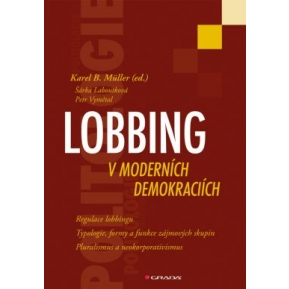 Karel B. Müller (ed.)
Šárka Laboutková
Petr Vymětal
LOBBING
V MODERNÍCH
DEMOKRACIÍCH
POLITOLOGIE
Regulace lobbingu
Typologie, formy a funkce zájmových skupin
Pluralismus a neokorporativismus
GRADA